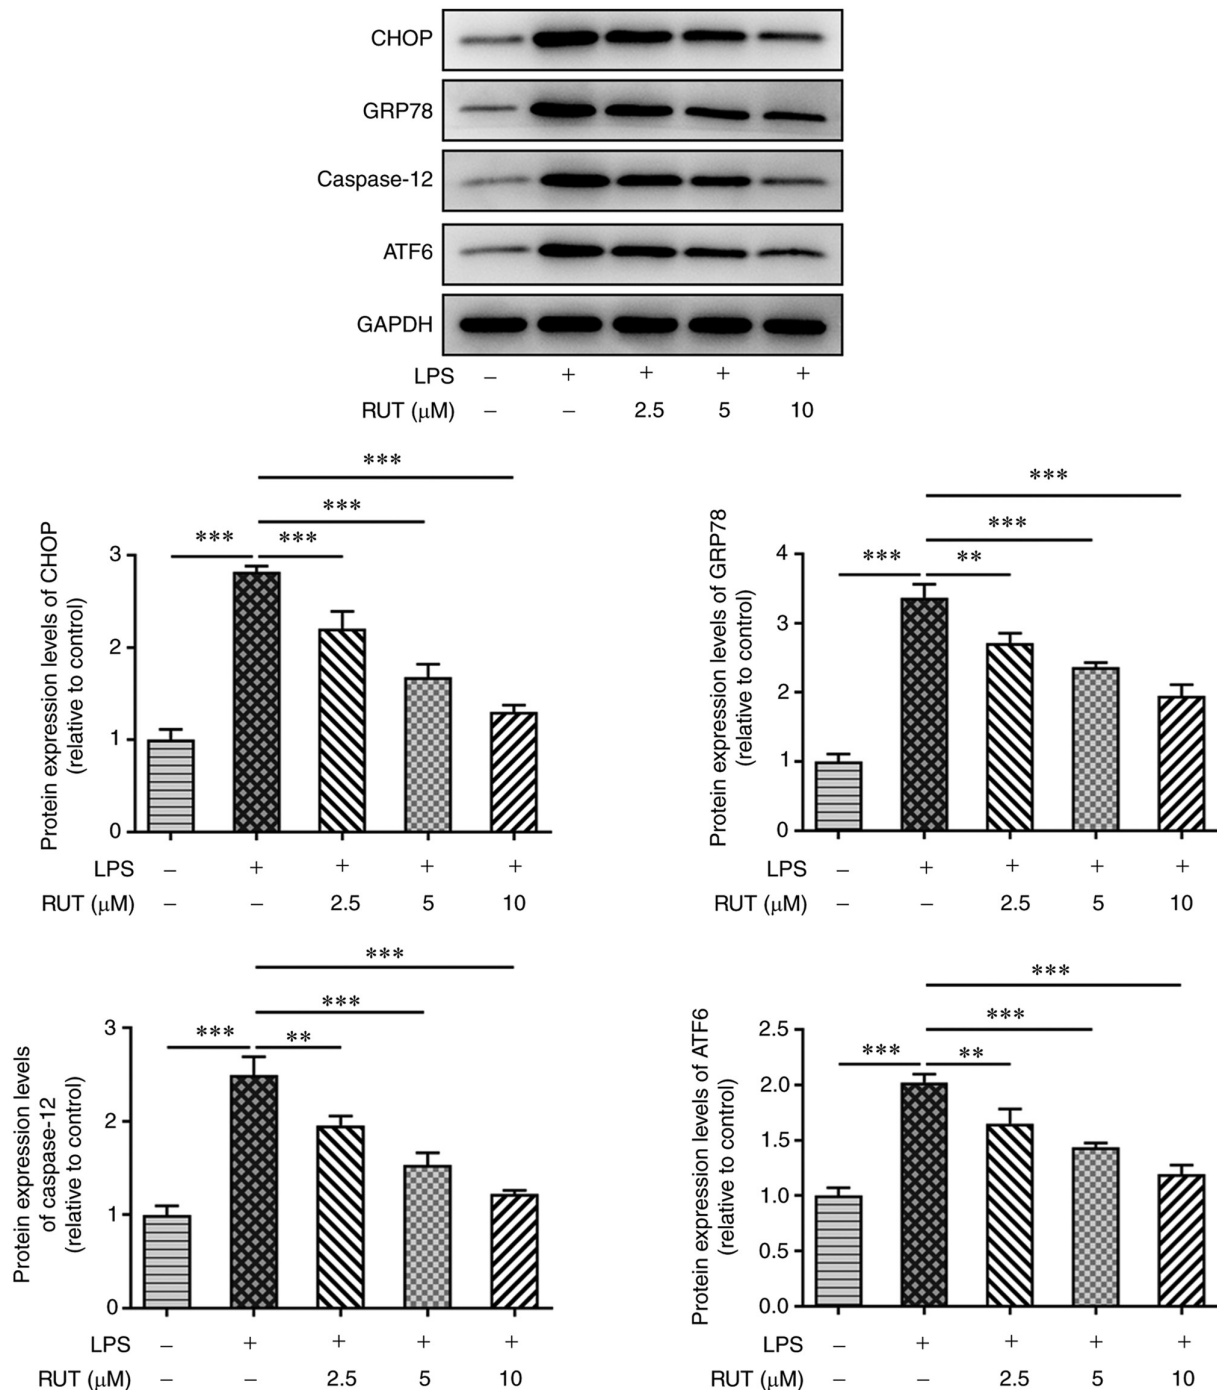 CHOP
GRP78
Caspase-12
ATF6
GAPDH
LPS – + + + +
RUT (μM) – – 2.5 5 10
***
***
*** ***
Protein expression levels of CHOP
(relative to control)
3
2
1
0
LPS – + + + +
RUT (μM) – – 2.5 5 10
***
***
*** **
Protein expression levels of GRP78
(relative to control)
4
3
2
1
0
LPS – + + + +
RUT (μM) – – 2.5 5 10
***
***
*** **
Protein expression levels
of caspase-12
(relative to control)
3
2
1
0
LPS – + + + +
RUT (μM) – – 2.5 5 10
***
***
*** **
Protein expression levels of ATF6
(relative to control)
2.5
2.0
1.5
1.0
0.5
0.0
LPS – + + + +
RUT (μM) – – 2.5 5 10